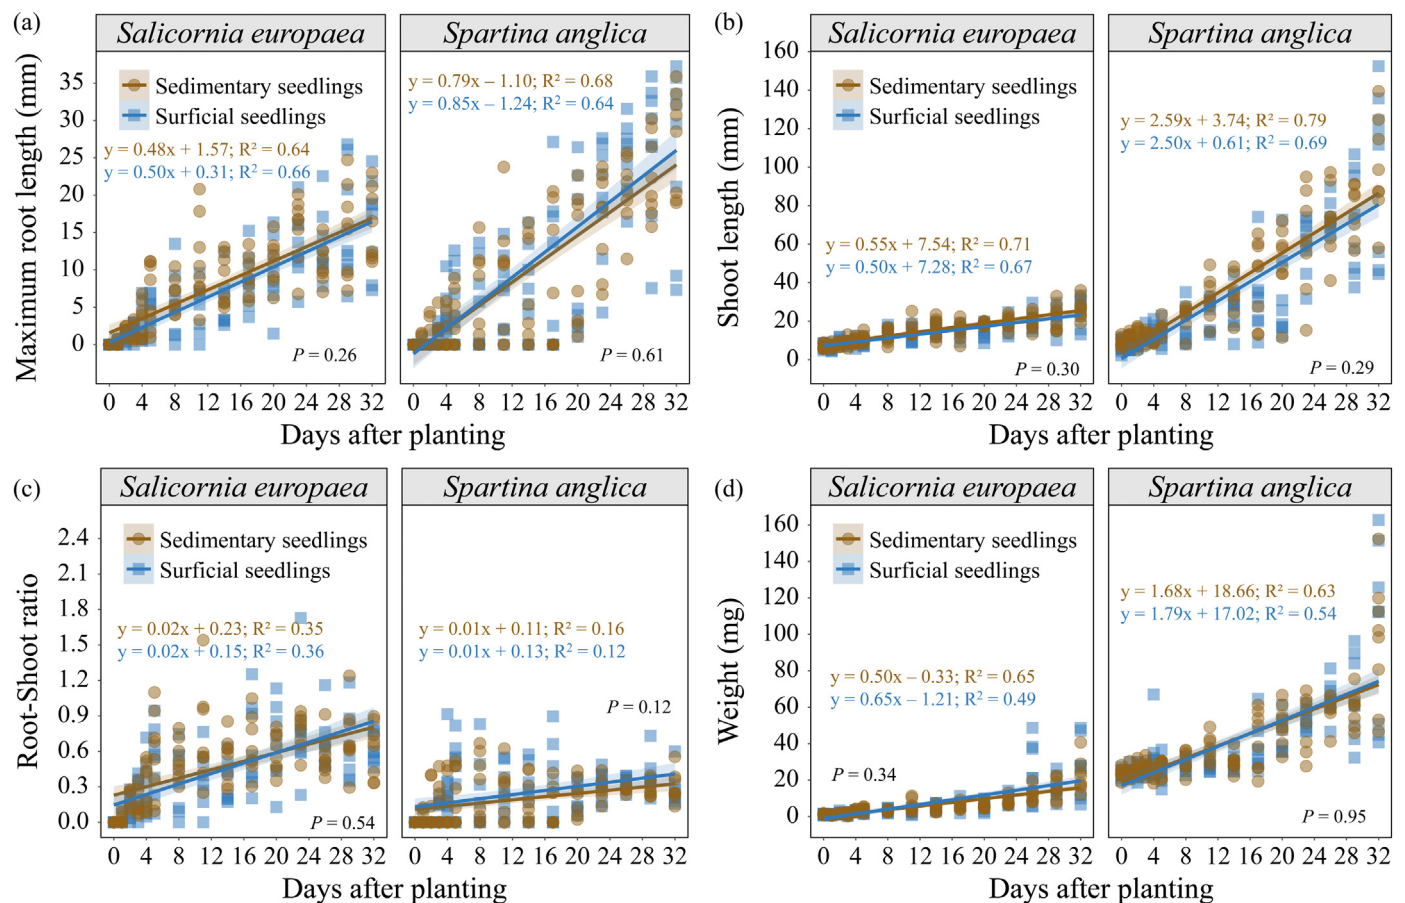 (a)
Salicornia europaea
Spartina anglica
Maximum root length (mm)
35
30
25
20
15
10
5
0
Sedimentary seedlings
Surficial seedlings
y = 0.48x + 1.57; R² = 0.64
y = 0.50x + 0.31; R² = 0.66
P = 0.26
y = 0.79x – 1.10; R² = 0.68
y = 0.85x – 1.24; R² = 0.64
P = 0.61
0 4 8 12 16 20 24 28 32
0 4 8 12 16 20 24 28 32
Days after planting
(b)
Salicornia europaea
Spartina anglica
Shoot length (mm)
160
140
120
100
80
60
40
20
0
Sedimentary seedlings
Surficial seedlings
y = 0.55x + 7.54; R² = 0.71
y = 0.50x + 7.28; R² = 0.67
P = 0.30
y = 2.59x + 3.74; R² = 0.79
y = 2.50x + 0.61; R² = 0.69
P = 0.29
0 4 8 12 16 20 24 28 32
0 4 8 12 16 20 24 28 32
Days after planting
(c)
Salicornia europaea
Spartina anglica
Root-Shoot ratio
2.4
2.1
1.8
1.5
1.2
0.9
0.6
0.3
0.0
Sedimentary seedlings
Surficial seedlings
y = 0.02x + 0.23; R² = 0.35
y = 0.02x + 0.15; R² = 0.36
P = 0.54
y = 0.01x + 0.11; R² = 0.16
y = 0.01x + 0.13; R² = 0.12
P = 0.12
0 4 8 12 16 20 24 28 32
0 4 8 12 16 20 24 28 32
Days after planting
(d)
Salicornia europaea
Spartina anglica
Weight (mg)
160
140
120
100
80
60
40
20
0
Sedimentary seedlings
Surficial seedlings
y = 0.50x – 0.33; R² = 0.65
y = 0.65x – 1.21; R² = 0.49
P = 0.34
y = 1.68x + 18.66; R² = 0.63
y = 1.79x + 17.02; R² = 0.54
P = 0.95
0 4 8 12 16 20 24 28 32
0 4 8 12 16 20 24 28 32
Days after planting